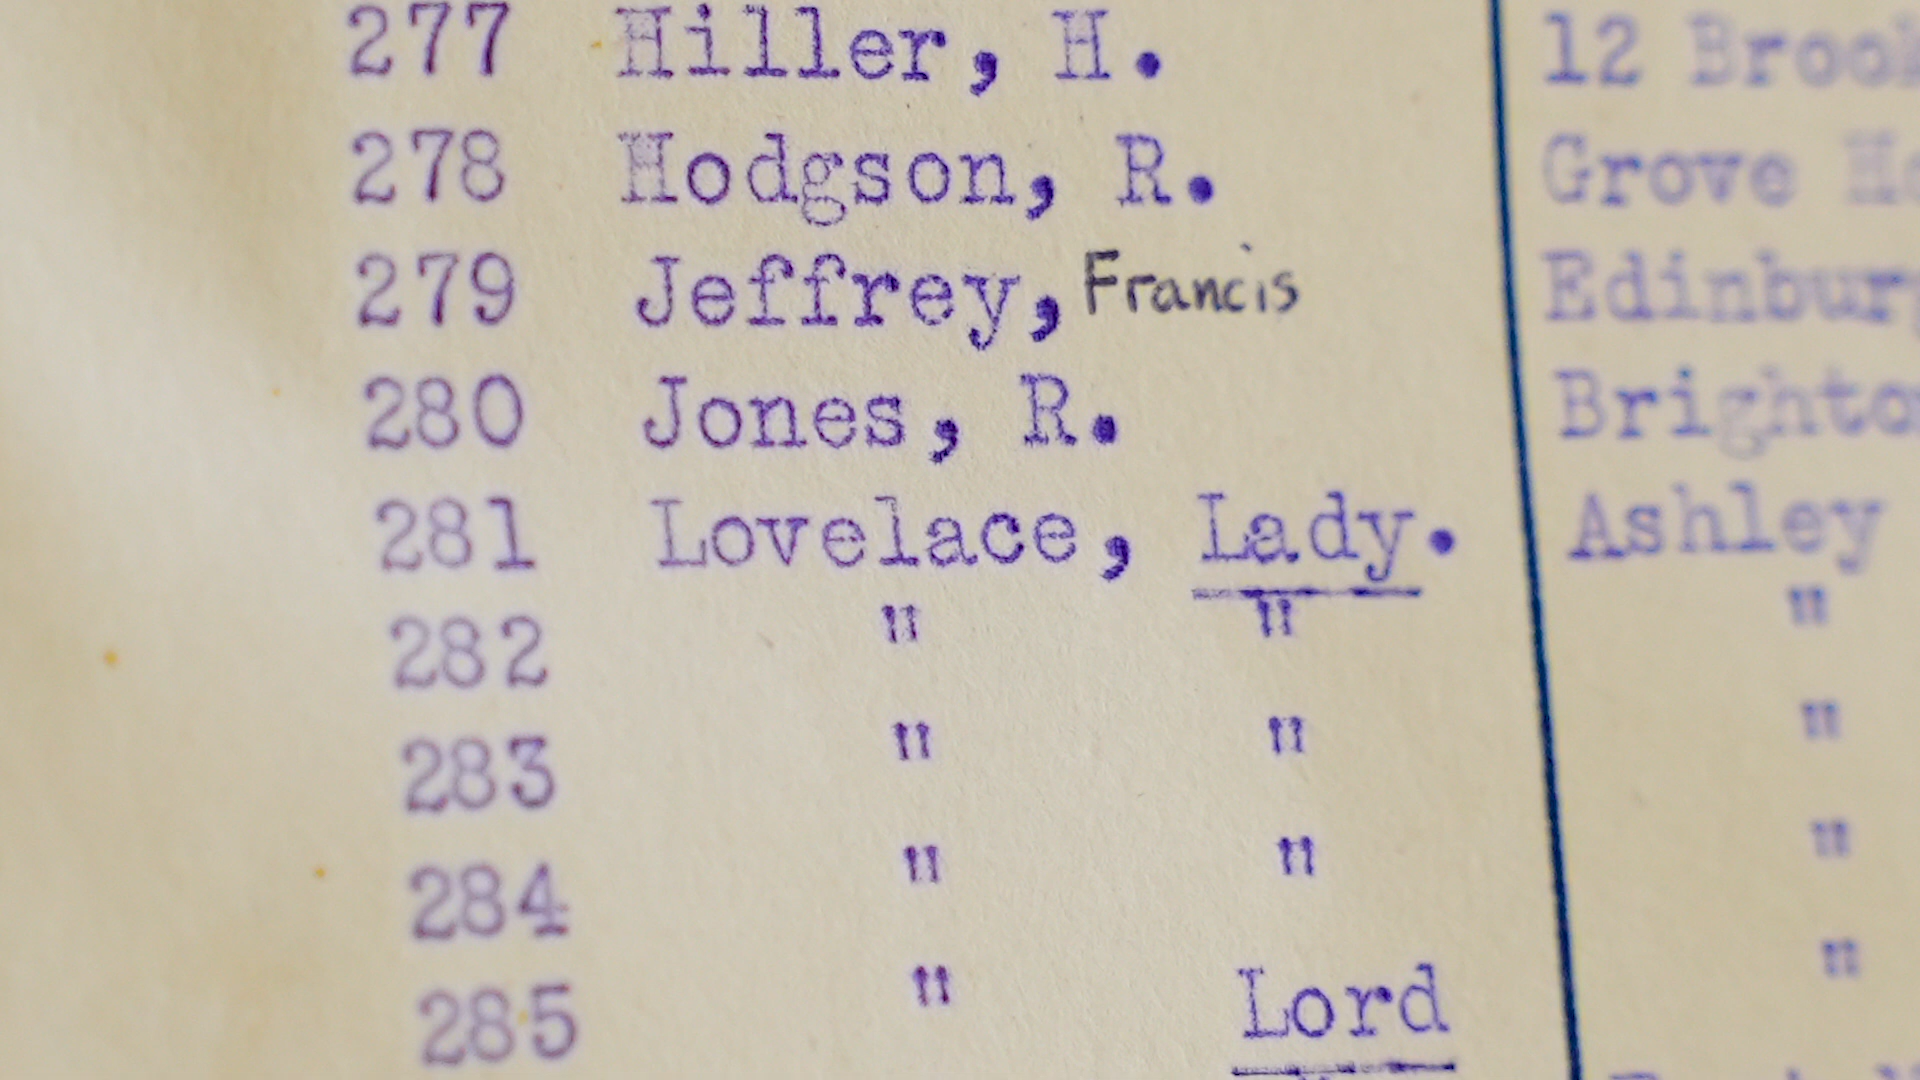 277 Hiller, H. 12 Brook
278 Hodgson, R. Grove
279 Jeffrey, Francis Edinburg
280 Jones, R. Brighto
281 Lovelace, Lady. Ashley
282 " " "
283 " " "
284 " " "
285 " Lord "